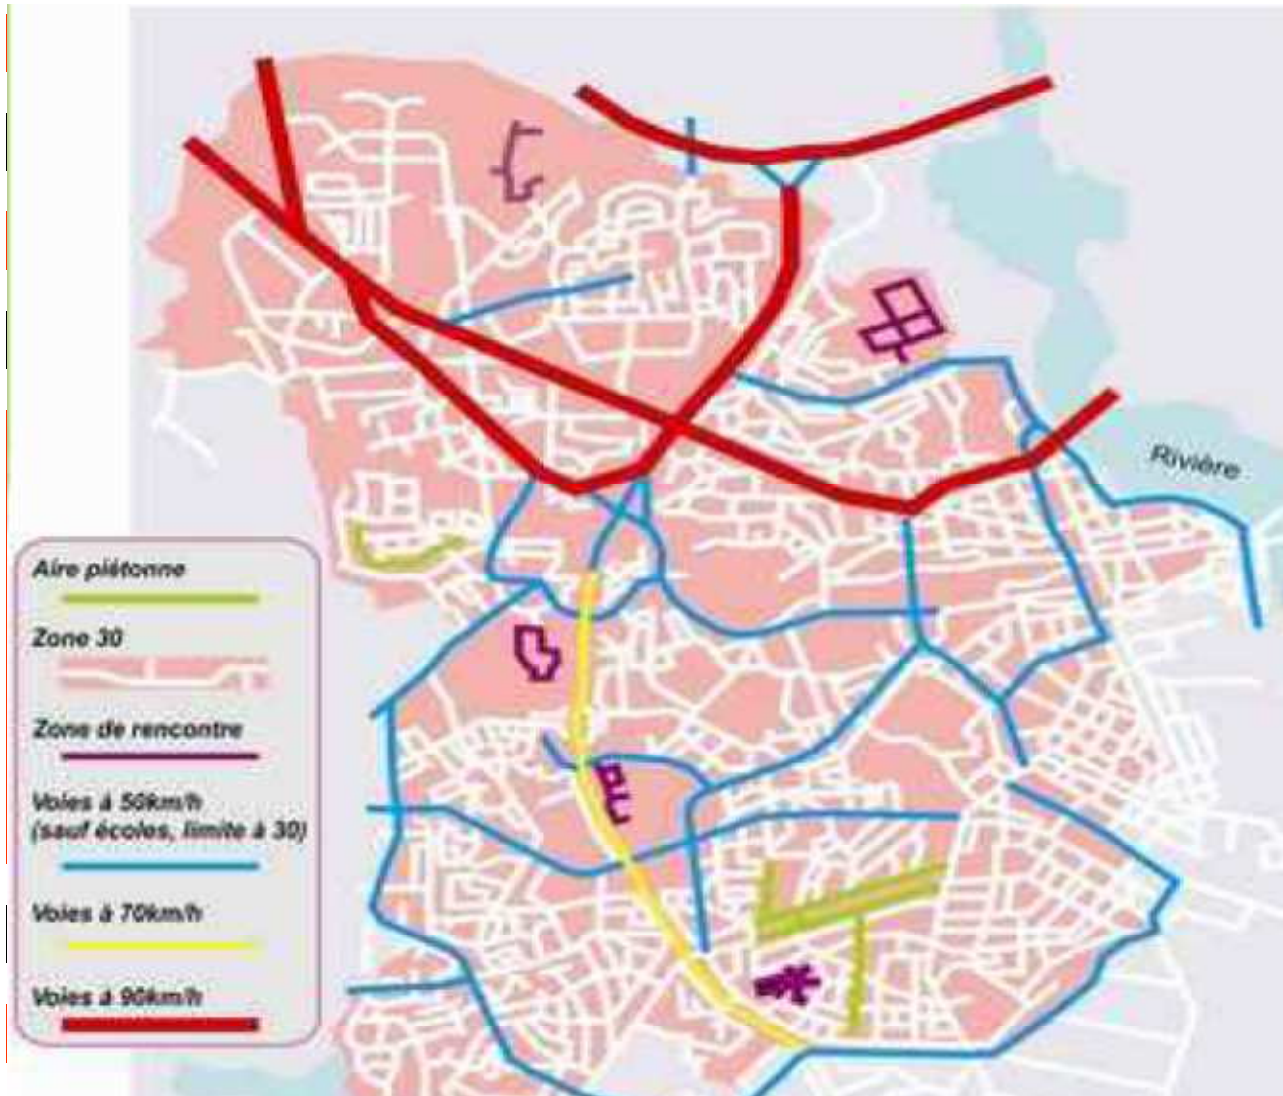 Rivière
Aire piétonne
Zone 30
Zone de rencontre
Voies à 50km/h
(sauf écoles, limite à 30)
Voies à 70km/h
Voies à 90km/h